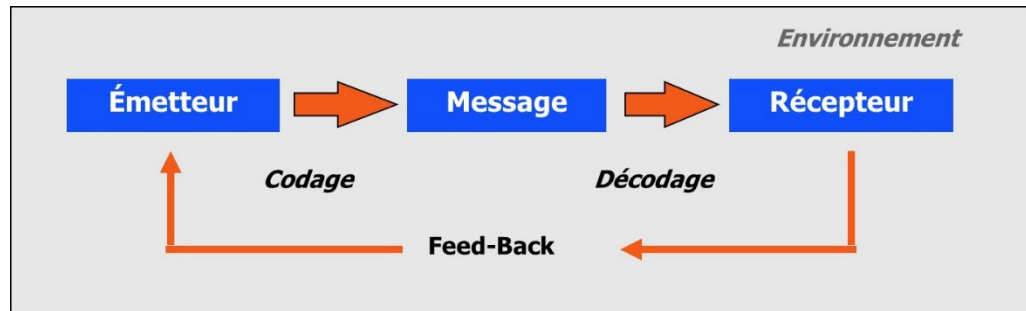 Environnement
Émetteur Message Récepteur
Codage Décodage
Feed-Back